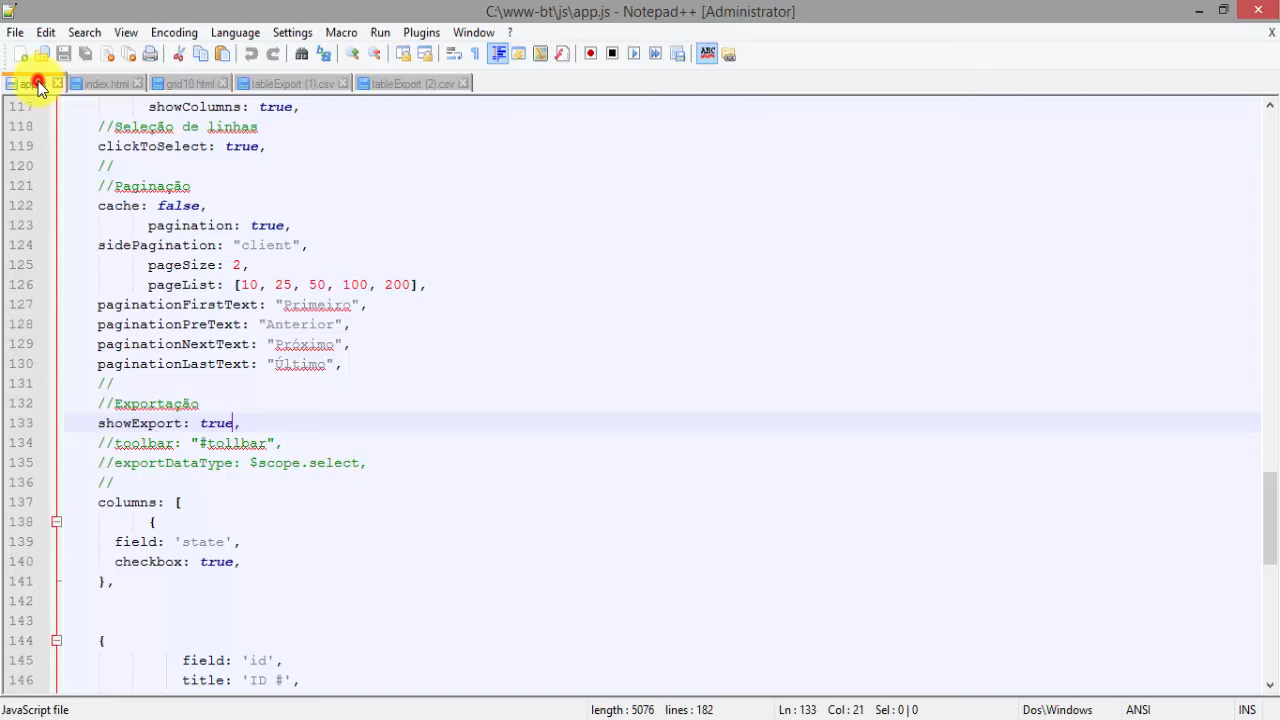 C:\www-bt\js\app.js - Notepad++ [Administrator]
File Edit Search View Encoding Language Settings Macro Run Plugins Window ? X
index.html grid10.html tableExport (1).csv tableExport (2).csv
117 showColumns: true,
118 //Seleção de linhas
119 clickToSelect: true,
120 //
121 //Paginação
122 cache: false,
123 pagination: true,
124 sidePagination: "client",
125 pageSize: 2,
126 pageList: [10, 25, 50, 100, 200],
127 paginationFirstText: "Primeiro",
128 paginationPreText: "Anterior",
129 paginationNextText: "Próximo",
130 paginationLastText: "Último",
131 //
132 //Exportação
133 showExport: true,
134 //toolbar: "#tollbar",
135 //exportDataType: $scope.select,
136 //
137 columns: [
138 {
139 field: 'state',
140 checkbox: true,
141 },
142
143
144 {
145 field: 'id',
146 title: 'ID #',
JavaScript file length : 5076 lines : 182 Ln : 133 Col : 21 Sel : 0 | 0 Dos\Windows ANSI INS